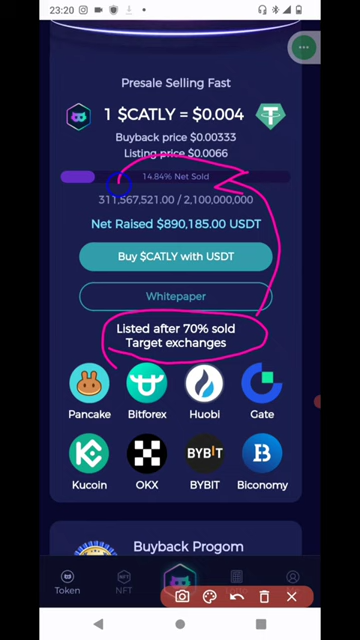 23:20
Presale Selling Fast
1 $CATLY = $0.004
Buyback price $0.00333
Listing price $0.0066
14.84% Net Sold
311,567,521.00 / 2,100,000,000
Net Raised $890,185.00 USDT
Buy $CATLY with USDT
Whitepaper
Listed after 70% sold
Target exchanges
Pancake Bitforex Huobi Gate
BYBIT
Kucoin OKX BYBIT Biconomy
Buyback Progom
Token NFT